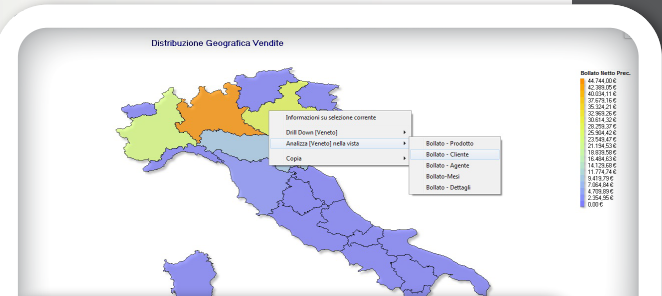 Distribuzione Geografica Vendite
Bollato Netto Prec.
44.744,00 €
42.389,05 €
40.034,11 €
37.679,16 €
35.324,21 €
32.969,26 €
30.614,32 €
28.259,37 €
25.904,42 €
23.549,47 €
21.194,53 €
18.839,58 €
16.484,63 €
14.129,68 €
11.774,74 €
9.419,79 €
7.064,84 €
4.709,89 €
2.354,95 €
0,00 €
Informazioni su selezione corrente
Drill Down [Veneto]
Analizza [Veneto] nella vista
Copia
Bollato - Prodotto
Bollato - Cliente
Bollato - Agente
Bollato-Mesi
Bollato - Dettagli